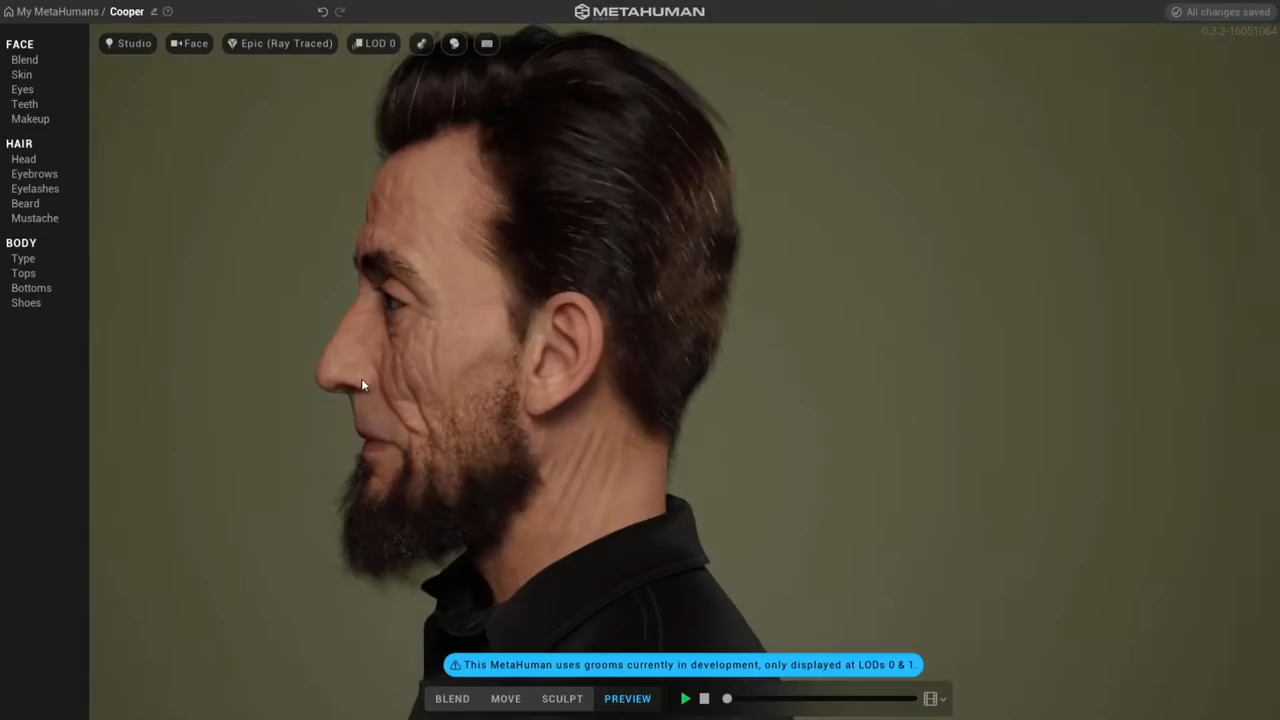 My MetaHumans / Cooper
METAHUMAN
All changes saved
0.3.2-16051064
Studio
Face
Epic (Ray Traced)
LOD 0
FACE
Blend
Skin
Eyes
Teeth
Makeup
HAIR
Head
Eyebrows
Eyelashes
Beard
Mustache
BODY
Type
Tops
Bottoms
Shoes
This MetaHuman uses grooms currently in development, only displayed at LODs 0 & 1.
BLEND
MOVE
SCULPT
PREVIEW